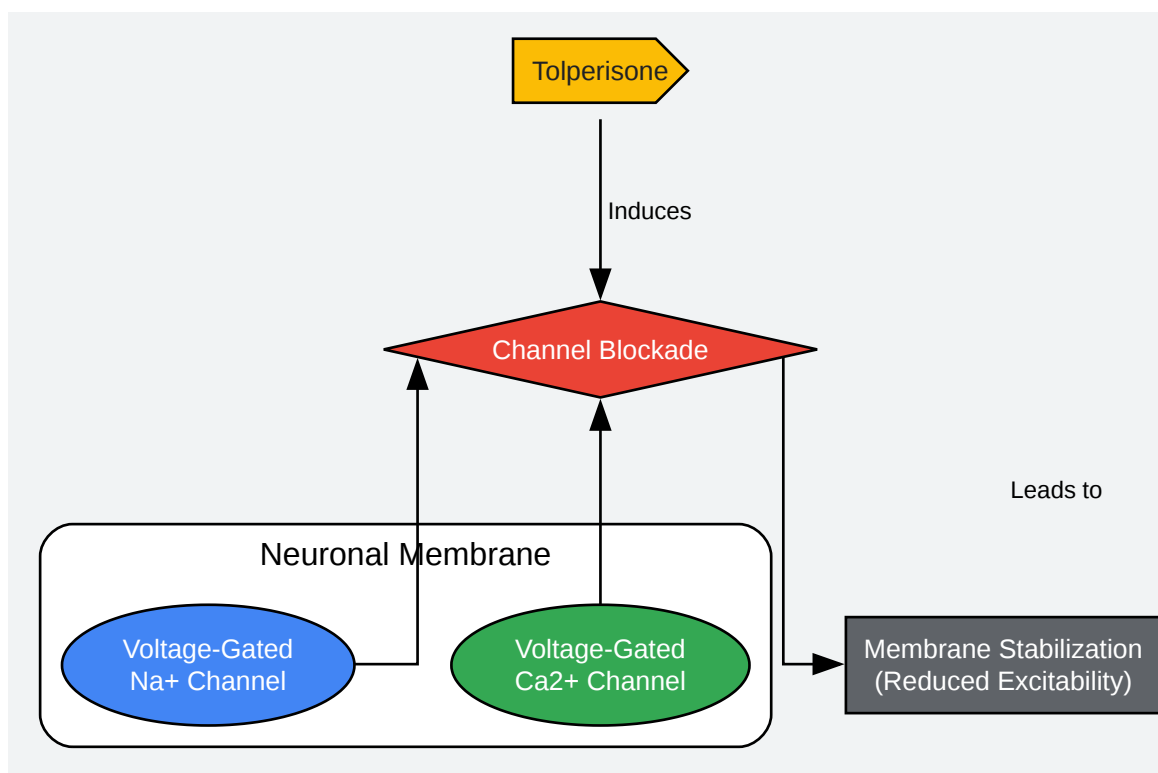 Tolperisone
Induces
Channel Blockade
Leads to
Neuronal Membrane
Voltage-Gated
Na+ Channel
Voltage-Gated
Ca2+ Channel
Membrane Stabilization
(Reduced Excitability)